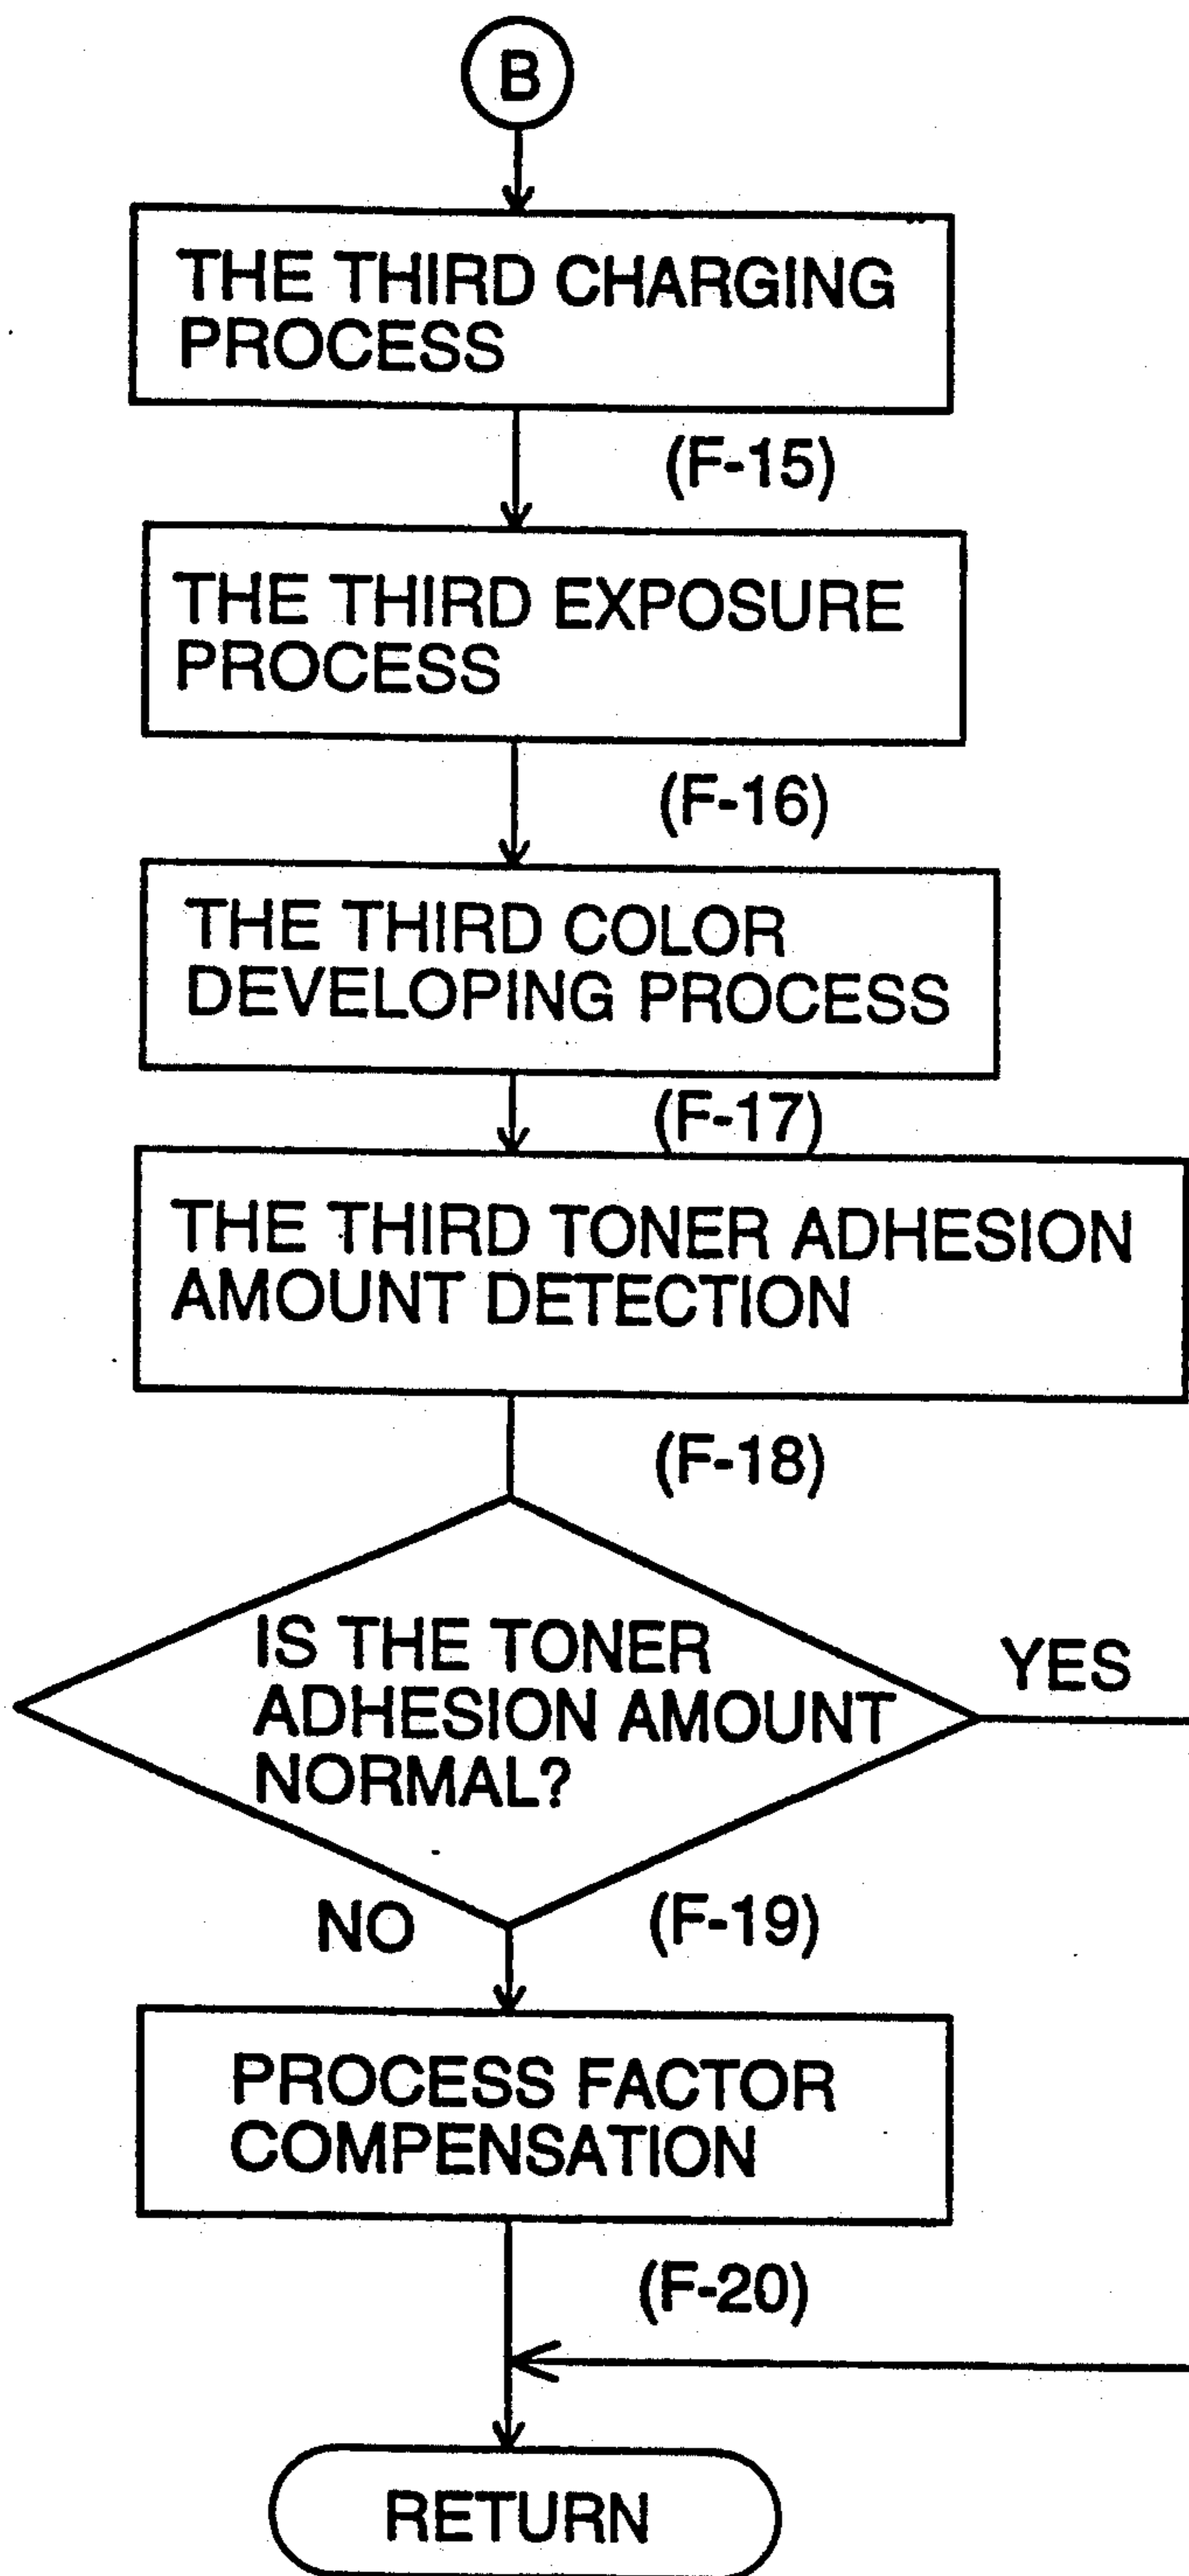 B
THE THIRD CHARGING
PROCESS
(F-15)
THE THIRD EXPOSURE
PROCESS
(F-16)
THE THIRD COLOR
DEVELOPING PROCESS
(F-17)
THE THIRD TONER ADHESION
AMOUNT DETECTION
(F-18)
IS THE TONER
ADHESION AMOUNT
NORMAL?
YES
NO
(F-19)
PROCESS FACTOR
COMPENSATION
(F-20)
RETURN